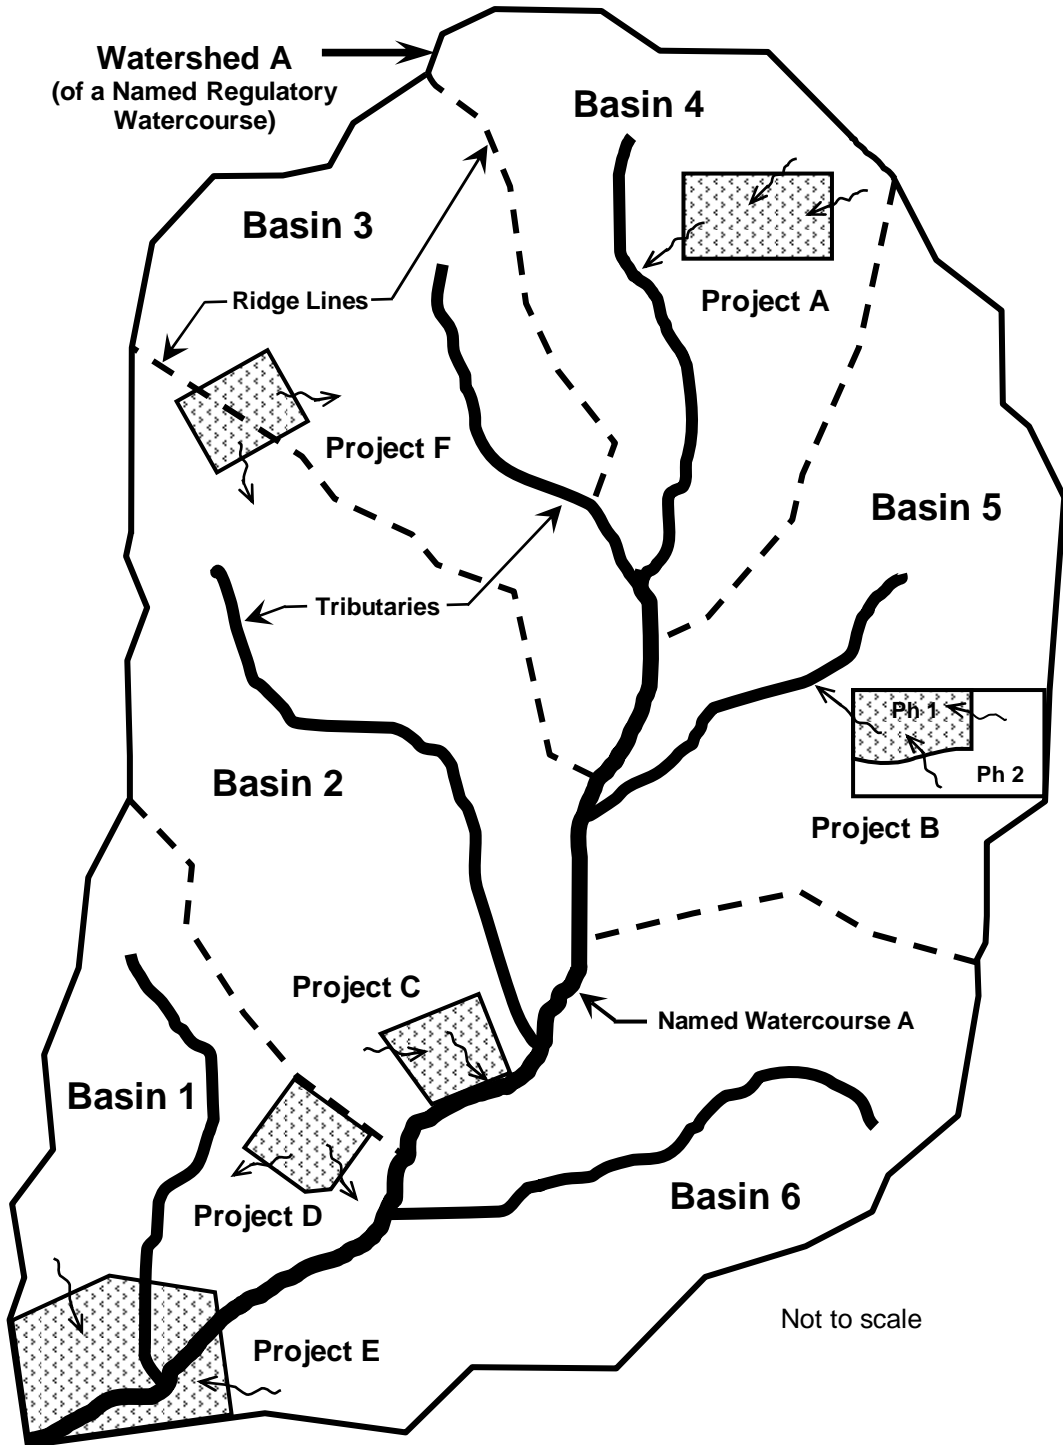 Watershed A
(of a Named Regulatory
Watercourse)
Basin 4
Basin 3
Ridge Lines
Project A
Project F
Basin 5
Tributaries
Ph 1
Ph 2
Basin 2
Project B
Project C
Named Watercourse A
Basin 1
Basin 6
Project D
Not to scale
Project E